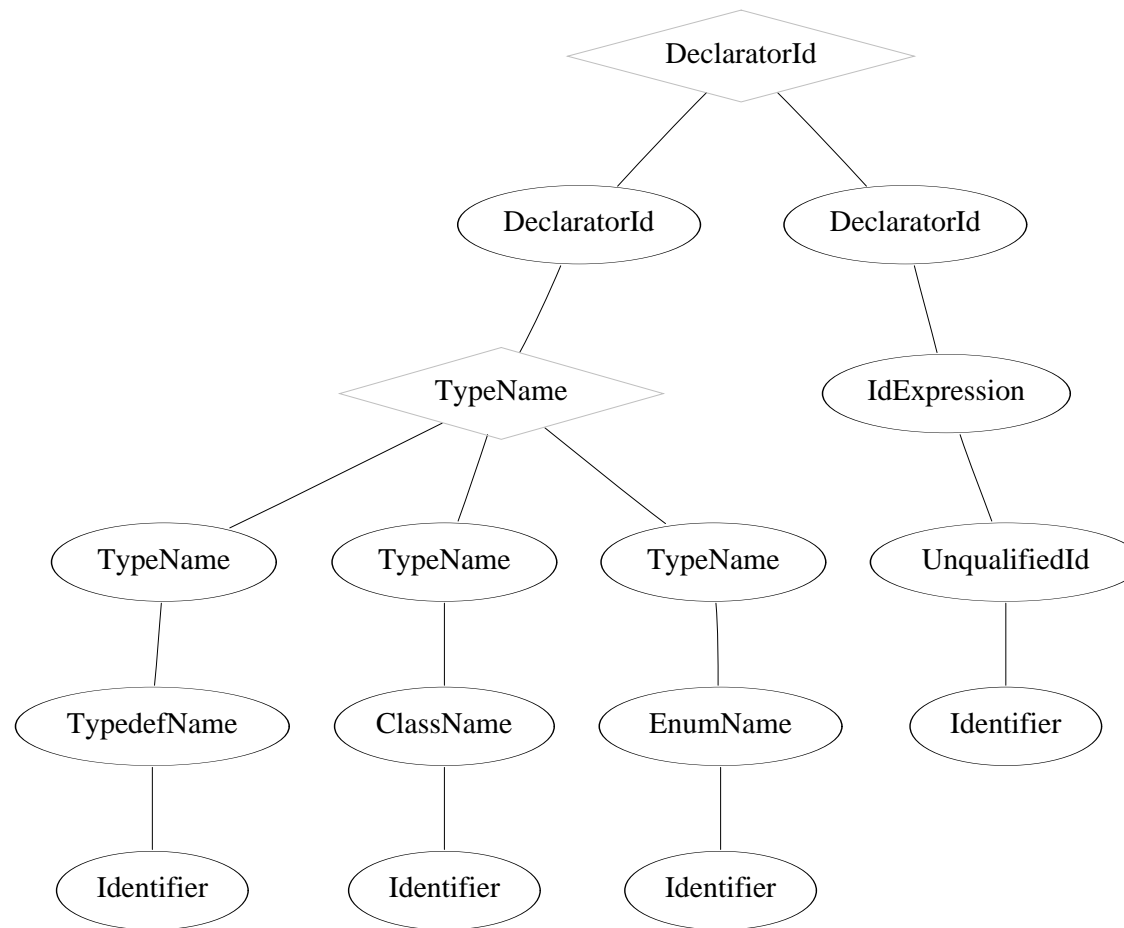 DeclaratorId
DeclaratorId
DeclaratorId
TypeName
IdExpression
TypeName
TypeName
TypeName
UnqualifiedId
TypedefName
ClassName
EnumName
Identifier
Identifier
Identifier
Identifier